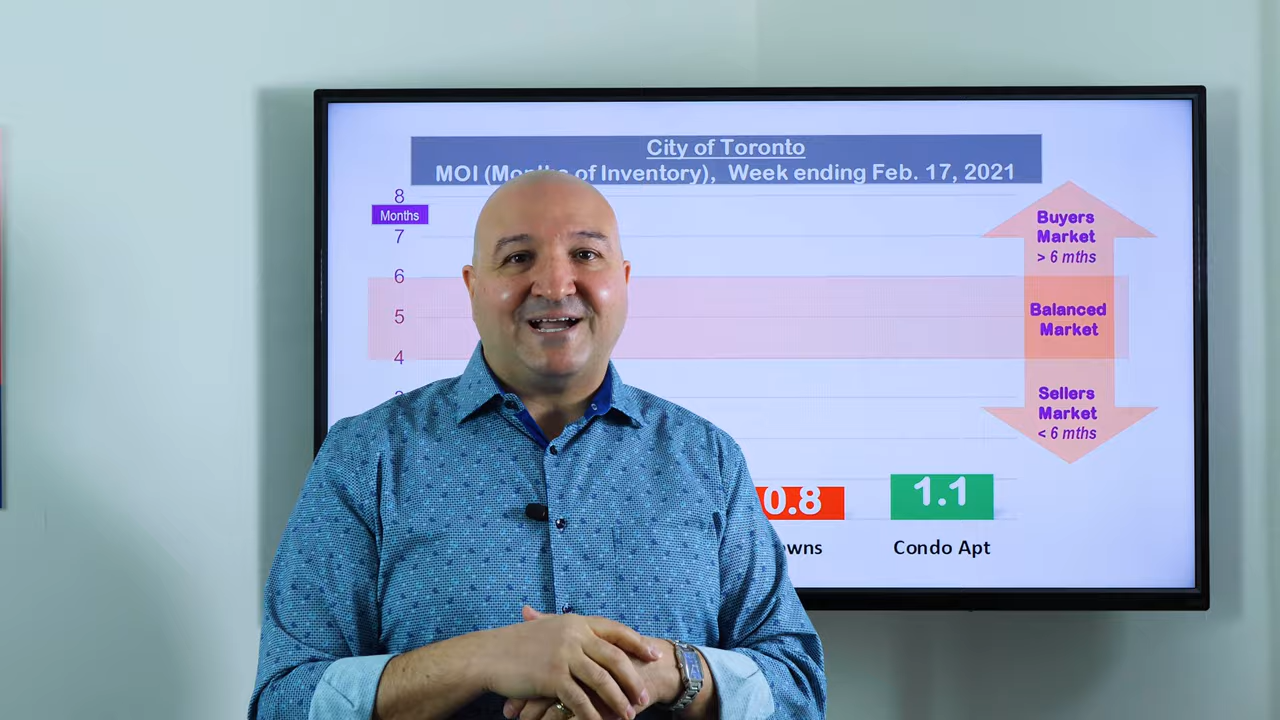 City of Toronto
MOI (Months of Inventory), Week ending Feb. 17, 2021
8
Months
7
6
5
4
Buyers
Market
> 6 mths
Balanced
Market
Sellers
Market
< 6 mths
0.8
1.1
wns
Condo Apt